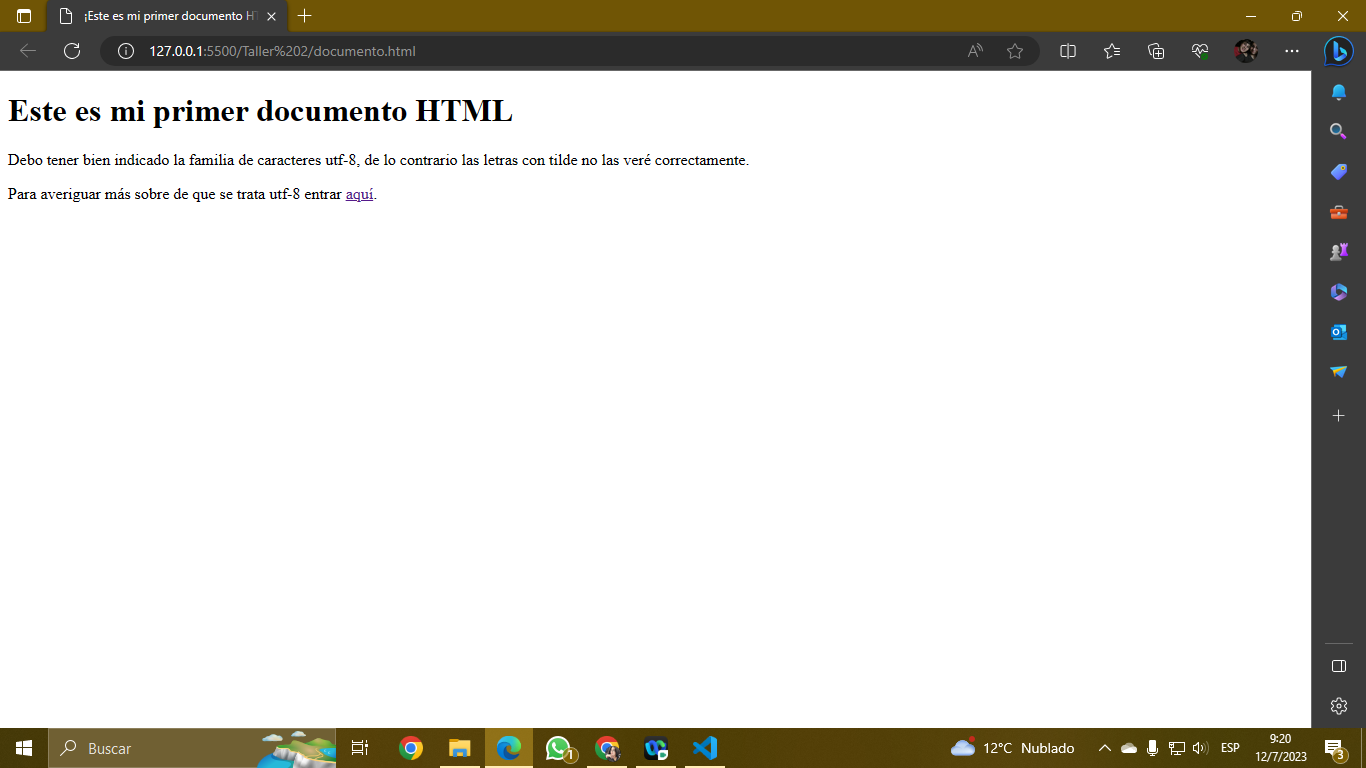 ¡Este es mi primer documento HT
127.0.0.1:5500/Taller%202/documento.html
Este es mi primer documento HTML
Debo tener bien indicado la familia de caracteres utf-8, de lo contrario las letras con tilde no las veré correctamente.
Para averiguar más sobre de que se trata utf-8 entrar aquí.
Buscar
1
12°C Nublado
ESP
9:20
12/7/2023
3